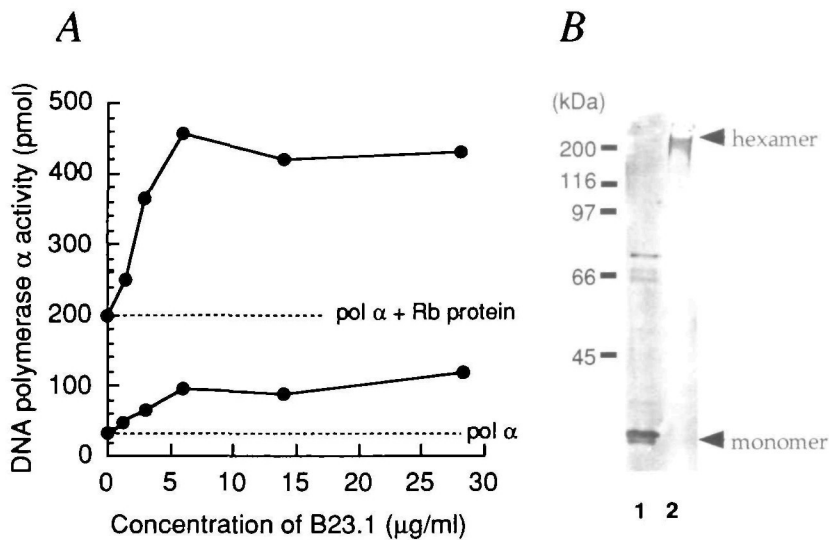 A
DNA polymerase α activity (pmol)
500
400
300
200
100
0
pol α + Rb protein
pol α
0 5 10 15 20 25 30
Concentration of B23.1 (μg/ml)
B
(kDa)
200
116
97
66
45
hexamer
monomer
1 2